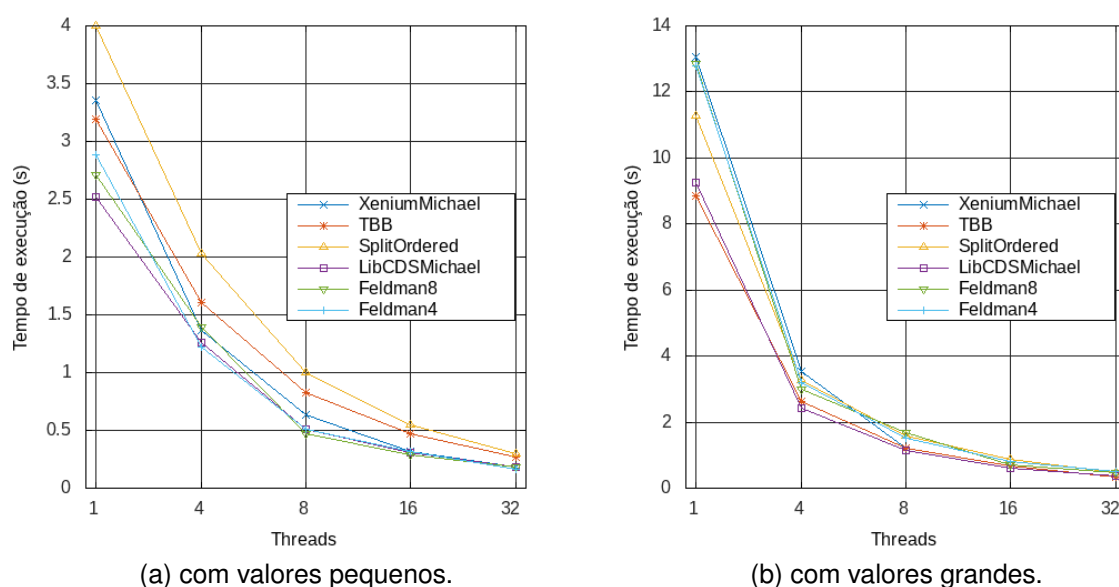 4
3.5
3
2.5
2
1.5
1
0.5
0
Tempo de execução (s)
1 4 8 16 32
Threads
XeniumMichael
TBB
SplitOrdered
LibCDSMichael
Feldman8
Feldman4
(a) com valores pequenos.
14
12
10
8
6
4
2
0
Tempo de execução (s)
1 4 8 16 32
Threads
XeniumMichael
TBB
SplitOrdered
LibCDSMichael
Feldman8
Feldman4
(b) com valores grandes.